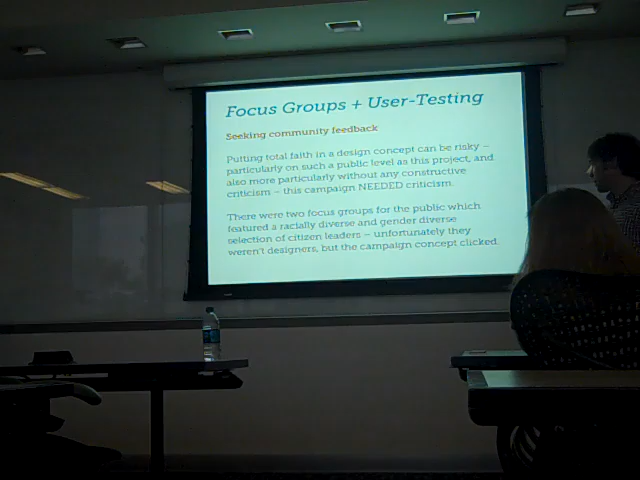 Focus Groups + User-Testing
Seeking community feedback
Putting total faith in a design concept can be risky –
particularly on such a public level as this project, and
also more particularly without any constructive
criticism – this campaign NEEDED criticism.
There were two focus groups for the public which
featured a racially diverse and gender diverse
selection of citizen leaders – unfortunately they
weren't designers, but the campaign concept clicked.